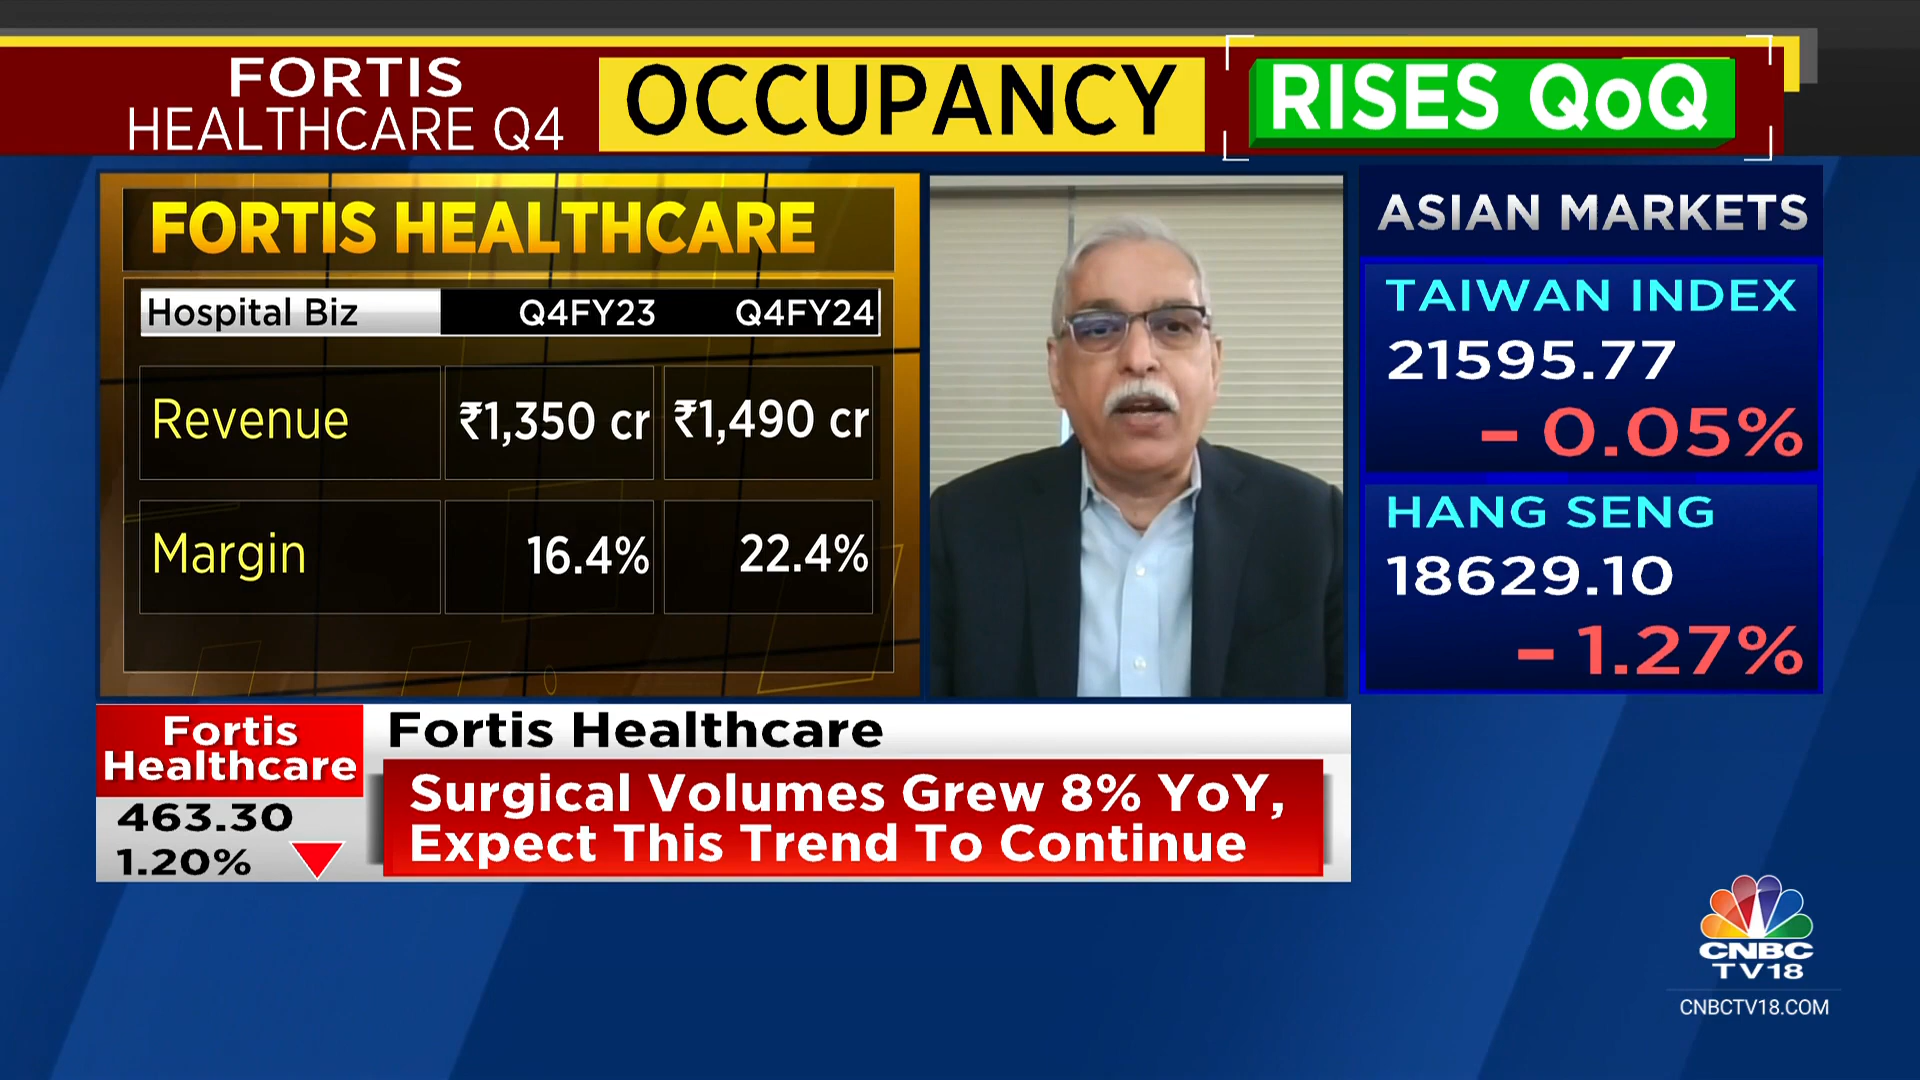 FORTIS
HEALTHCARE Q4
OCCUPANCY
RISES QoQ
FORTIS HEALTHCARE
Hospital Biz Q4FY23 Q4FY24
Revenue ₹1,350 cr ₹1,490 cr
Margin 16.4% 22.4%
ASIAN MARKETS
TAIWAN INDEX
21595.77
- 0.05%
HANG SENG
18629.10
- 1.27%
Fortis
Healthcare
463.30
1.20%
Fortis Healthcare
Surgical Volumes Grew 8% YoY,
Expect This Trend To Continue
CNBC
TV18
CNBCTV18.COM